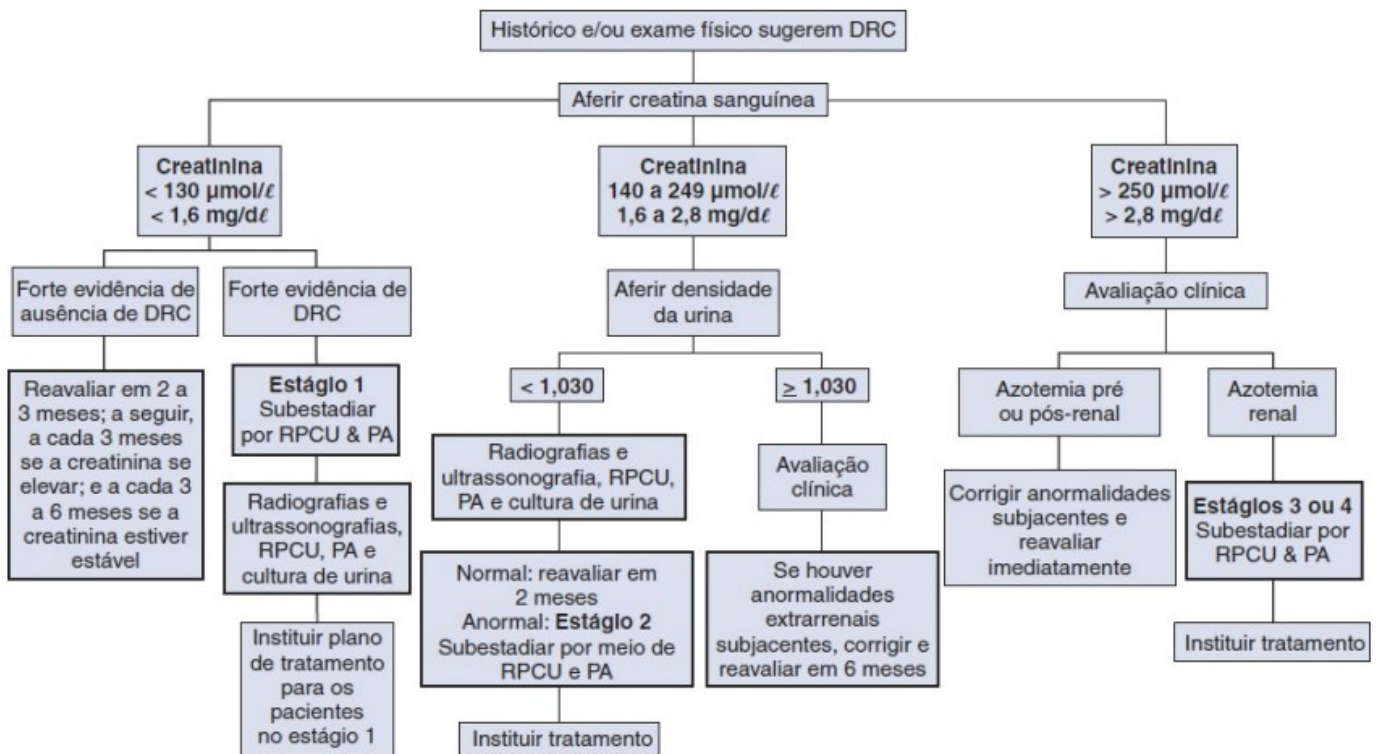 Histórico e/ou exame físico sugerem DRC
Aferir creatina sanguínea
Creatinina
< 130 μmol/ℓ
< 1,6 mg/dℓ
Creatinina
140 a 249 μmol/ℓ
1,6 a 2,8 mg/dℓ
Creatinina
> 250 μmol/ℓ
> 2,8 mg/dℓ
Forte evidência de
ausência de DRC
Forte evidência de
DRC
Aferir densidade
da urina
Avaliação clínica
Reavaliar em 2 a
3 meses; a seguir,
a cada 3 meses
se a creatinina se
elevar; e a cada 3
a 6 meses se a
creatinina estiver
estável
Estágio 1
Subestadiar
por RPCU & PA
Radiografias e
ultrassonografias,
RPCU, PA e
cultura de urina
Instituir plano
de tratamento
para os
pacientes
no estágio 1
< 1,030
≥ 1,030
Radiografias e
ultrassonografia, RPCU,
PA e cultura de urina
Normal: reavaliar em
2 meses
Anormal: Estágio 2
Subestadiar por meio de
RPCU e PA
Instituir tratamento
Avaliação
clínica
Se houver
anormalidades
extrarrenais
subjacentes, corrigir e
reavaliar em 6 meses
Azotemia pré
ou pós-renal
Azotemia
renal
Corrigir anormalidades
subjacentes e
reavaliar
imediatamente
Estágios 3 ou 4
Subestadiar por
RPCU & PA
Instituir tratamento